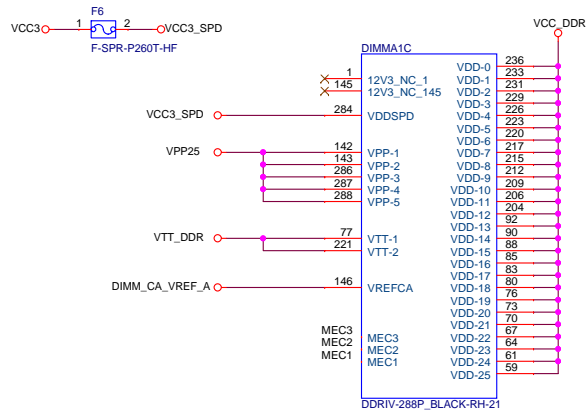 F6
VCC3 1 2 VCC3_SPD
F-SPR-P260T-HF
VCC_DDR
DIMMA1C
1 12V3_NC_1
145 12V3_NC_145
VCC3_SPD 284 VDDSPD
VPP25 142 VPP-1
143 VPP-2
286 VPP-3
287 VPP-4
288 VPP-5
VTT_DDR 77 VTT-1
221 VTT-2
DIMM_CA_VREF_A 146 VREFCA
MEC3 MEC3
MEC2 MEC2
MEC1 MEC1
VDD-0 236
VDD-1 233
VDD-2 231
VDD-3 229
VDD-4 226
VDD-5 223
VDD-6 220
VDD-7 217
VDD-8 215
VDD-9 212
VDD-10 209
VDD-11 206
VDD-12 204
VDD-13 92
VDD-14 90
VDD-15 88
VDD-16 85
VDD-17 83
VDD-18 80
VDD-19 76
VDD-20 73
VDD-21 70
VDD-22 67
VDD-23 64
VDD-24 61
VDD-25 59
DDRIV-288P_BLACK-RH-21